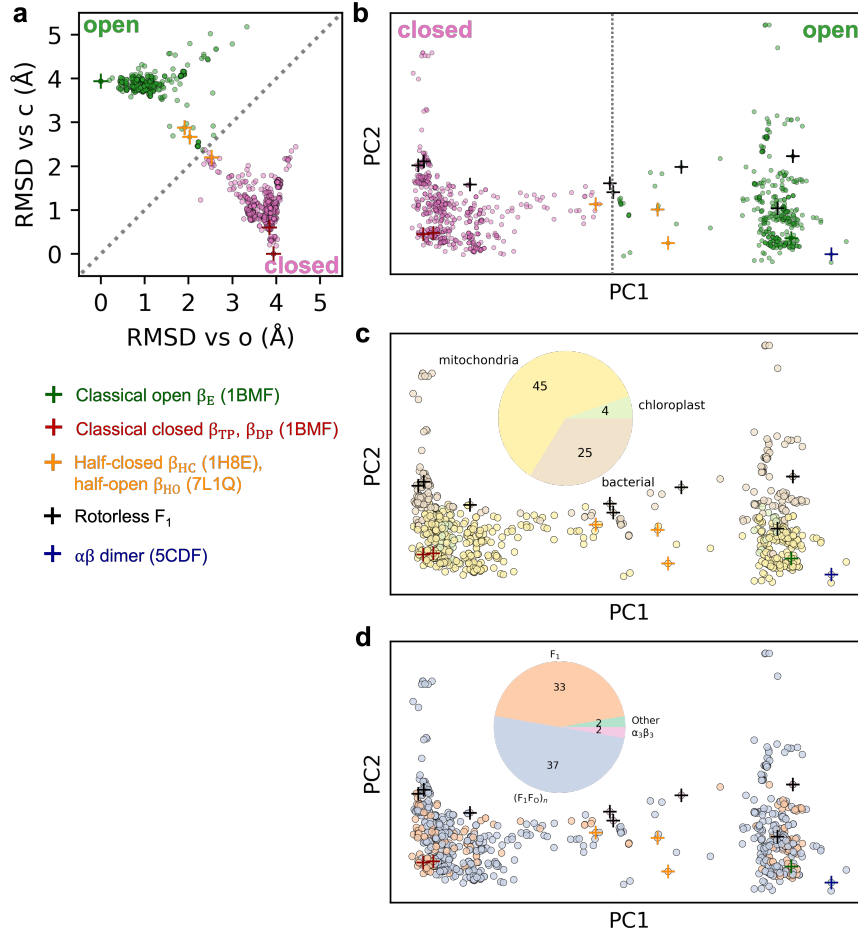 a
open
RMSD vs c (Å)
5
4
3
2
1
0
closed
0 1 2 3 4 5
RMSD vs o (Å)
b
closed
open
PC2
PC1
Classical open βE (1BMF)
Classical closed βTP, βDP (1BMF)
Half-closed βHC (1H8E),
half-open βHO (7L1Q)
Rotorless F₁
αβ dimer (5CDF)
c
mitochondria
45
chloroplast
4
25
bacterial
PC2
PC1
d
F₁
33
2
Other
2
α₃β₃
37
(F₁FO)ₙ
PC2
PC1